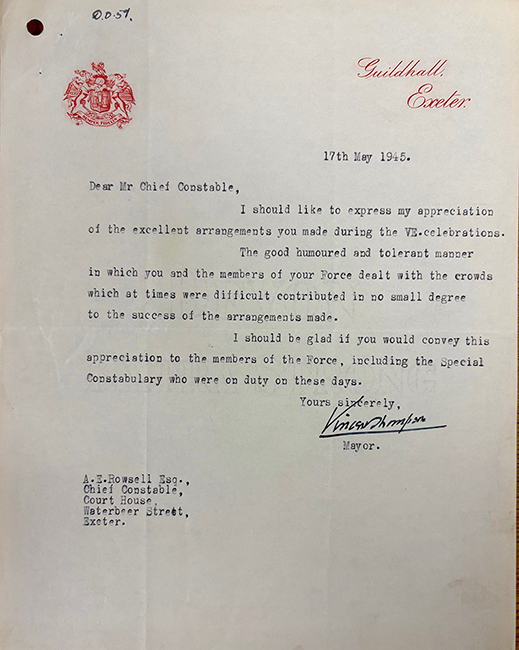 O.O.57.
Guildhall,
Exeter.
SEMPER FIDELIS
17th May 1945.
Dear Mr Chief Constable,
I should like to express my appreciation
of the excellent arrangements you made during the VE.celebrations.
The good humoured and tolerant manner
in which you and the members of your Force dealt with the crowds
which at times were difficult contributed in no small degree
to the success of the arrangements made.
I should be glad if you would convey this
appreciation to the members of the Force, including the Special
Constabulary who were on duty on these days.
Yours sincerely,
Vincent Thompson
Mayor.
A.E.Rowsell Esq.,
Chief Constable,
Court House,
Waterbeer Street,
Exeter.